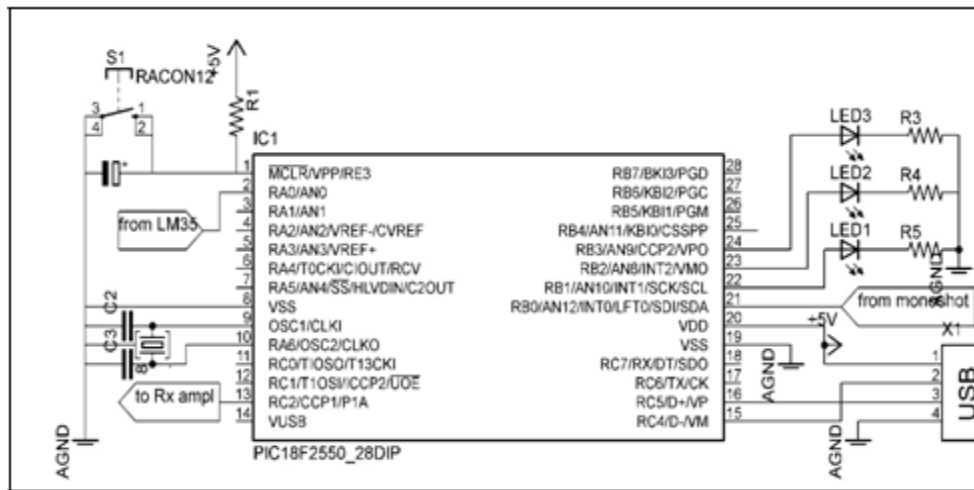 S1
RACON12
+5V
R1
3 1
4 2
IC1
1 MCLR/VPP/RE3
2 RA0/AN0
3 RA1/AN1
4 RA2/AN2/VREF-/CVREF
5 RA3/AN3/VREF+
6 RA4/T0CKI/C1OUT/RCV
7 RA5/AN4/SS/HLVDIN/C2OUT
8 VSS
9 OSC1/CLKI
10 RA6/OSC2/CLKO
11 RC0/T1OSO/T13CKI
12 RC1/T1OSI/CCP2/UOE
13 RC2/CCP1/P1A
14 VUSB
RB7/BKI3/PGD 28
RB6/KBI2/PGC 27
RB5/KBI1/PGM 26
RB4/AN11/KBI0/CSSPP 25
RB3/AN9/CCP2/VPO 24
RB2/AN8/INT2/VMO 23
RB1/AN10/INT1/SCK/SCL 22
RB0/AN12/INT0/LFT0/SDI/SDA 21
VDD 20
VSS 19
RC7/RX/DT/SDO 18
RC6/TX/CK 17
RC5/D+/VP 16
RC4/D-/VM 15
PIC18F2550_28DIP
from LM35
C2
C3
8
to Rx ampl
AGND
LED3 R3
LED2 R4
LED1 R5
AGND
from moneshot
+5V
AGND
X1
1
2
3
4
USB
AGND